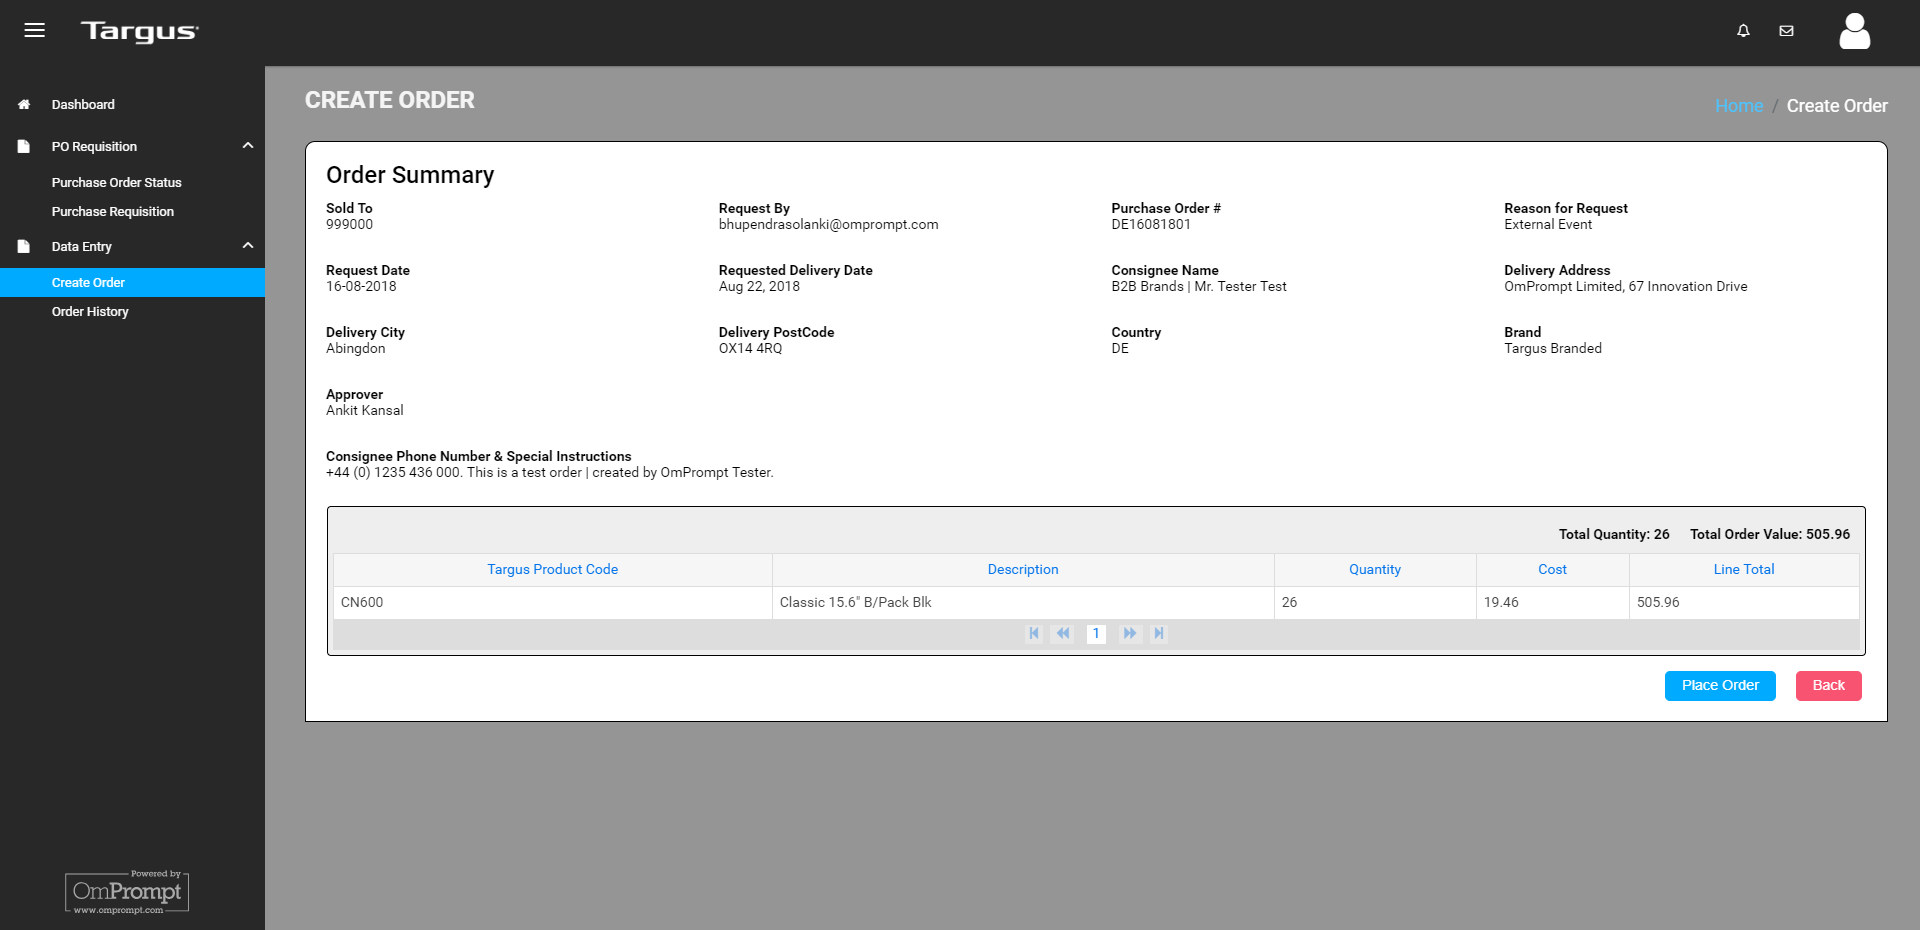 Targus
Dashboard
PO Requisition
Purchase Order Status
Purchase Requisition
Data Entry
Create Order
Order History
Powered by
OmPrompt
www.omprompt.com
CREATE ORDER
Home / Create Order
Order Summary
Sold To Request By Purchase Order # Reason for Request
999000 bhupendrasolanki@omprompt.com DE16081801 External Event
Request Date Requested Delivery Date Consignee Name Delivery Address
16-08-2018 Aug 22, 2018 B2B Brands | Mr. Tester Test OmPrompt Limited, 67 Innovation Drive
Delivery City Delivery PostCode Country Brand
Abingdon OX14 4RQ DE Targus Branded
Approver
Ankit Kansal
Consignee Phone Number & Special Instructions
+44 (0) 1235 436 000. This is a test order | created by OmPrompt Tester.
Total Quantity: 26 Total Order Value: 505.96
Targus Product Code Description Quantity Cost Line Total
CN600 Classic 15.6" B/Pack Blk 26 19.46 505.96
1
Place Order Back